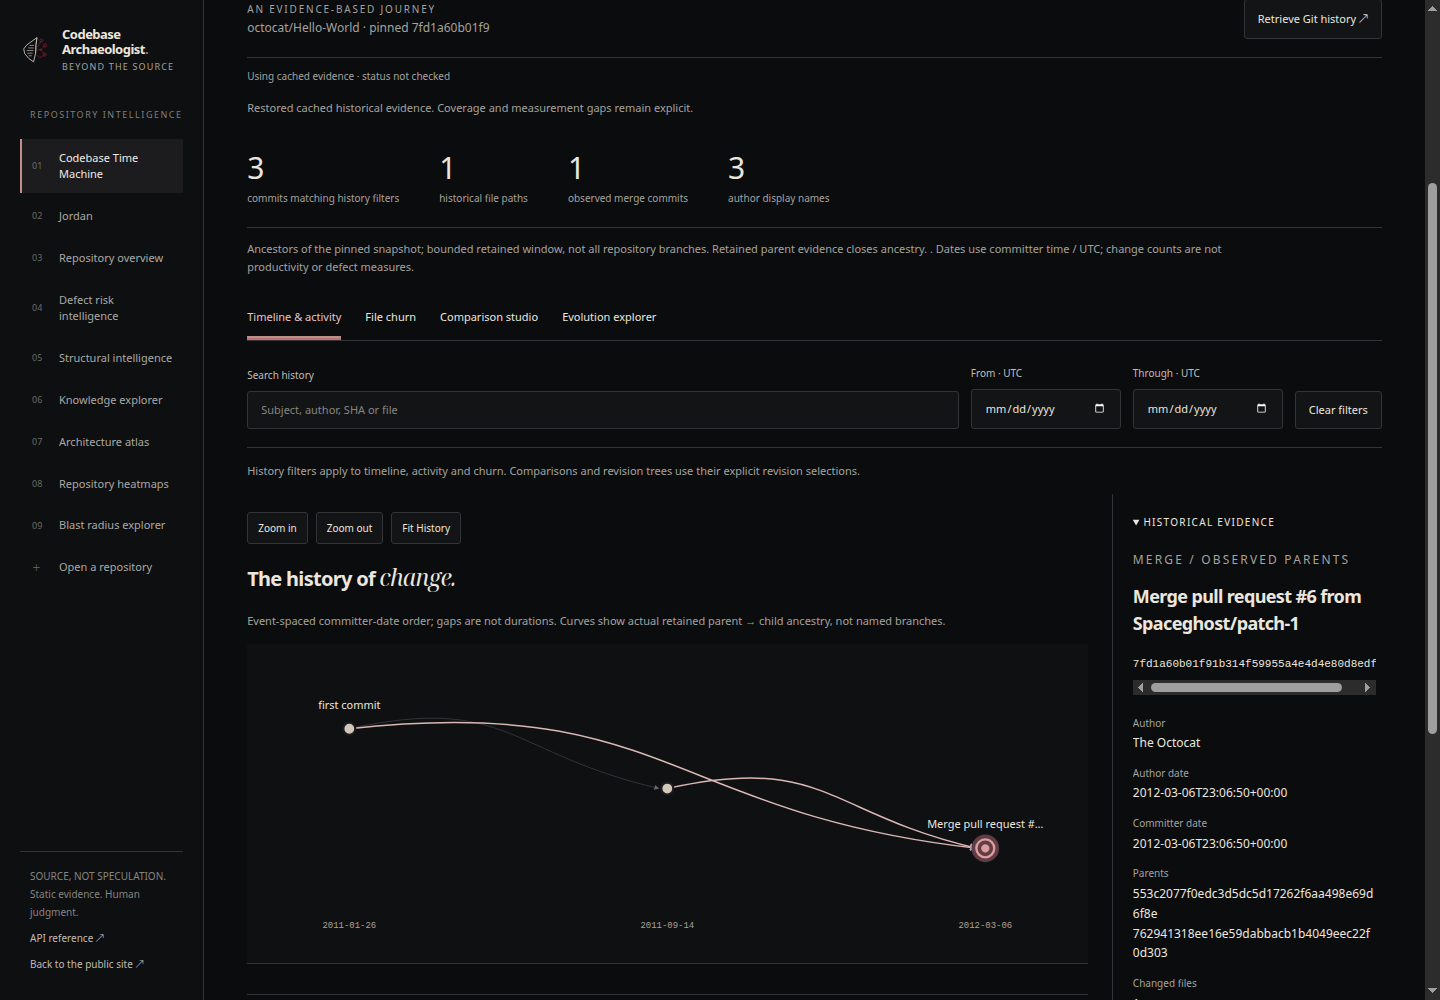 Codebase
Archaeologist.
BEYOND THE SOURCE
REPOSITORY INTELLIGENCE
01 Codebase Time
Machine
02 Jordan
03 Repository overview
04 Defect risk
intelligence
05 Structural intelligence
06 Knowledge explorer
07 Architecture atlas
08 Repository heatmaps
09 Blast radius explorer
+ Open a repository
SOURCE, NOT SPECULATION.
Static evidence. Human
judgment.
API reference ↗
Back to the public site ↗
AN EVIDENCE-BASED JOURNEY
octocat/Hello-World · pinned 7fd1a60b01f9
Retrieve Git history ↗
Using cached evidence · status not checked
Restored cached historical evidence. Coverage and measurement gaps remain explicit.
3 1 1 3
commits matching history filters historical file paths observed merge commits author display names
Ancestors of the pinned snapshot; bounded retained window, not all repository branches. Retained parent evidence closes ancestry. . Dates use committer time / UTC; change counts are not
productivity or defect measures.
Timeline & activity File churn Comparison studio Evolution explorer
Search history From · UTC Through · UTC
Subject, author, SHA or file mm/dd/yyyy mm/dd/yyyy Clear filters
History filters apply to timeline, activity and churn. Comparisons and revision trees use their explicit revision selections.
Zoom in Zoom out Fit History
The history of change.
Event-spaced committer-date order; gaps are not durations. Curves show actual retained parent → child ancestry, not named branches.
first commit
Merge pull request #...
2011-01-26 2011-09-14 2012-03-06
▼ HISTORICAL EVIDENCE
MERGE / OBSERVED PARENTS
Merge pull request #6 from
Spaceghost/patch-1
7fd1a60b01f91b314f59955a4e4d4e80d8edf
Author
The Octocat
Author date
2012-03-06T23:06:50+00:00
Committer date
2012-03-06T23:06:50+00:00
Parents
553c2077f0edc3d5dc5d17262f6aa498e69d
6f8e
762941318ee16e59dabbacb1b4049eec22f
0d303
Changed files